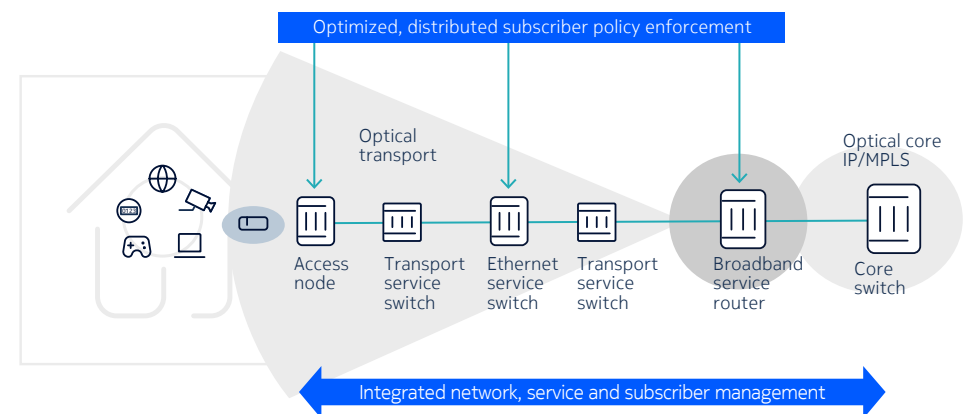 Optimized, distributed subscriber policy enforcement
Optical
transport
Optical core
IP/MPLS
Access
node
Transport
service
switch
Ethernet
service
switch
Transport
service
switch
Broadband
service
router
Core
switch
Integrated network, service and subscriber management